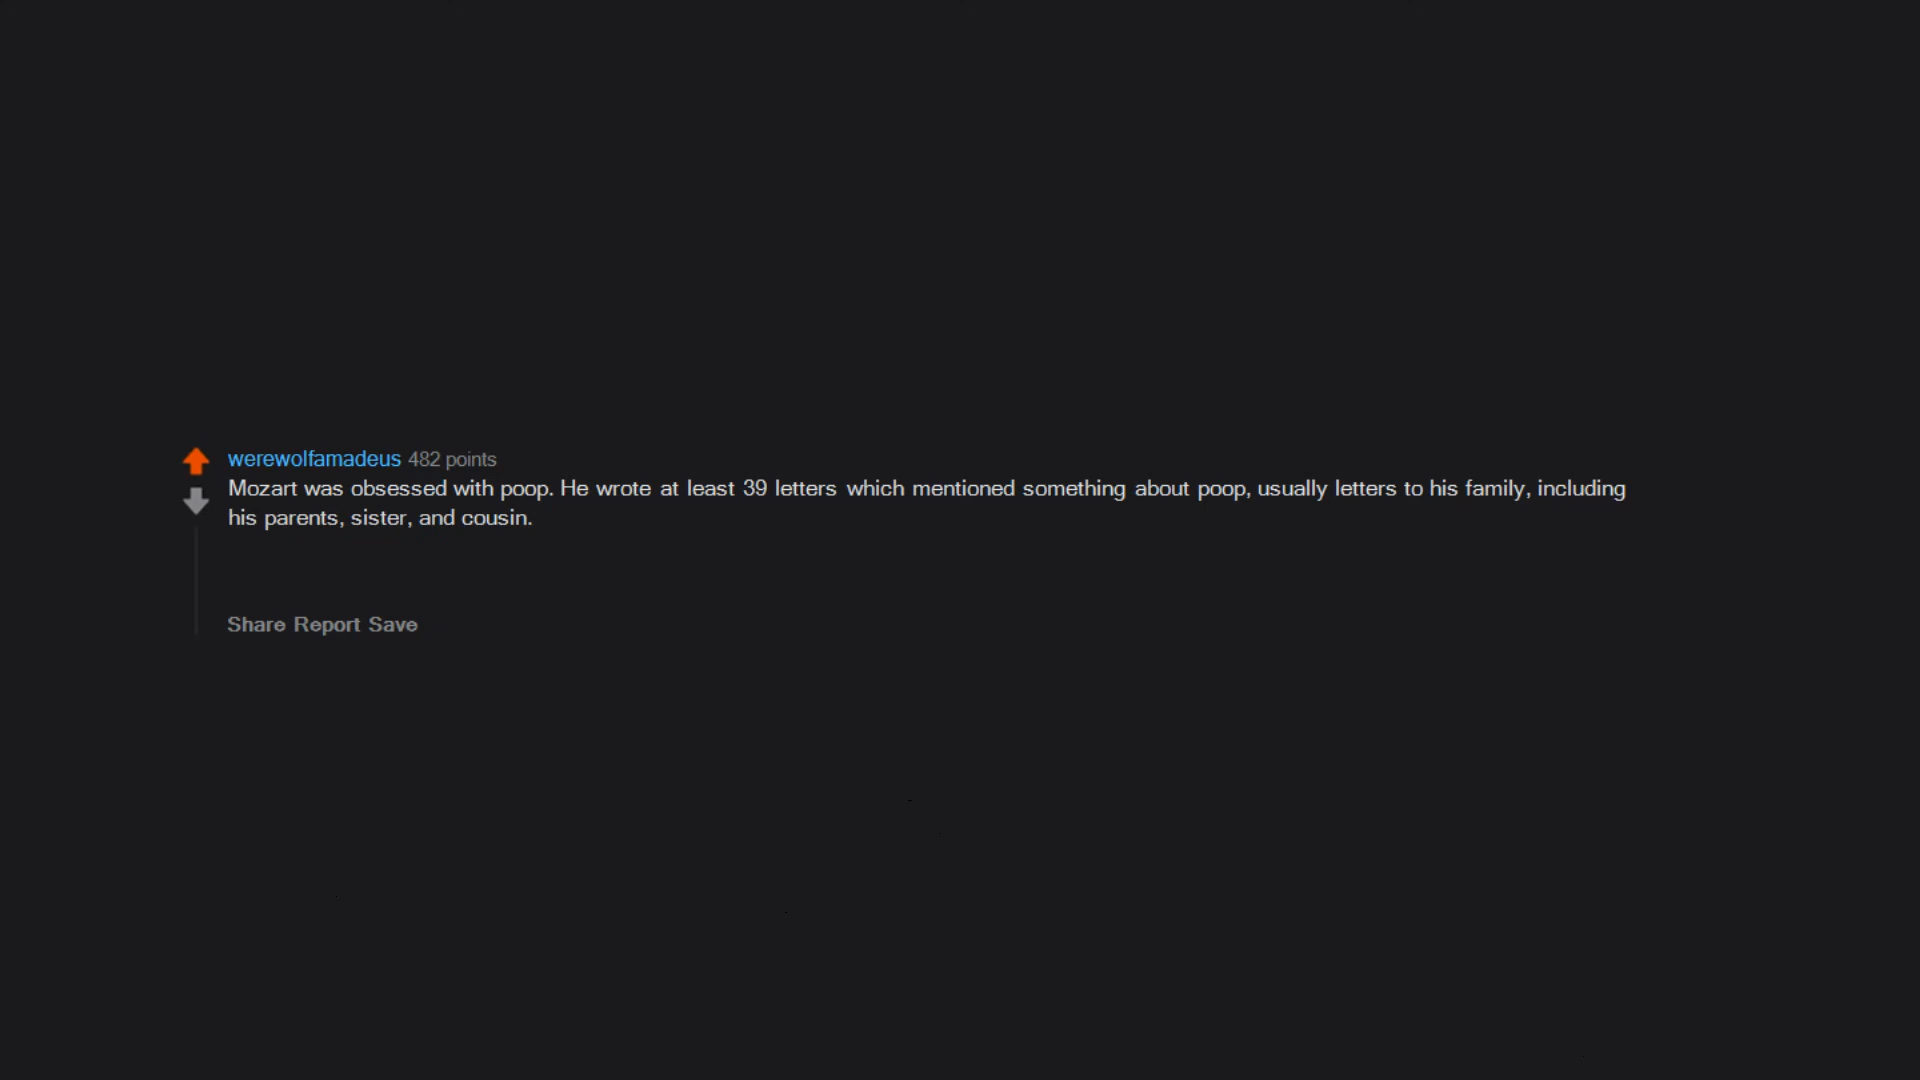 werewolfamadeus 482 points
Mozart was obsessed with poop. He wrote at least 39 letters which mentioned something about poop, usually letters to his family, including
his parents, sister, and cousin.
Share Report Save